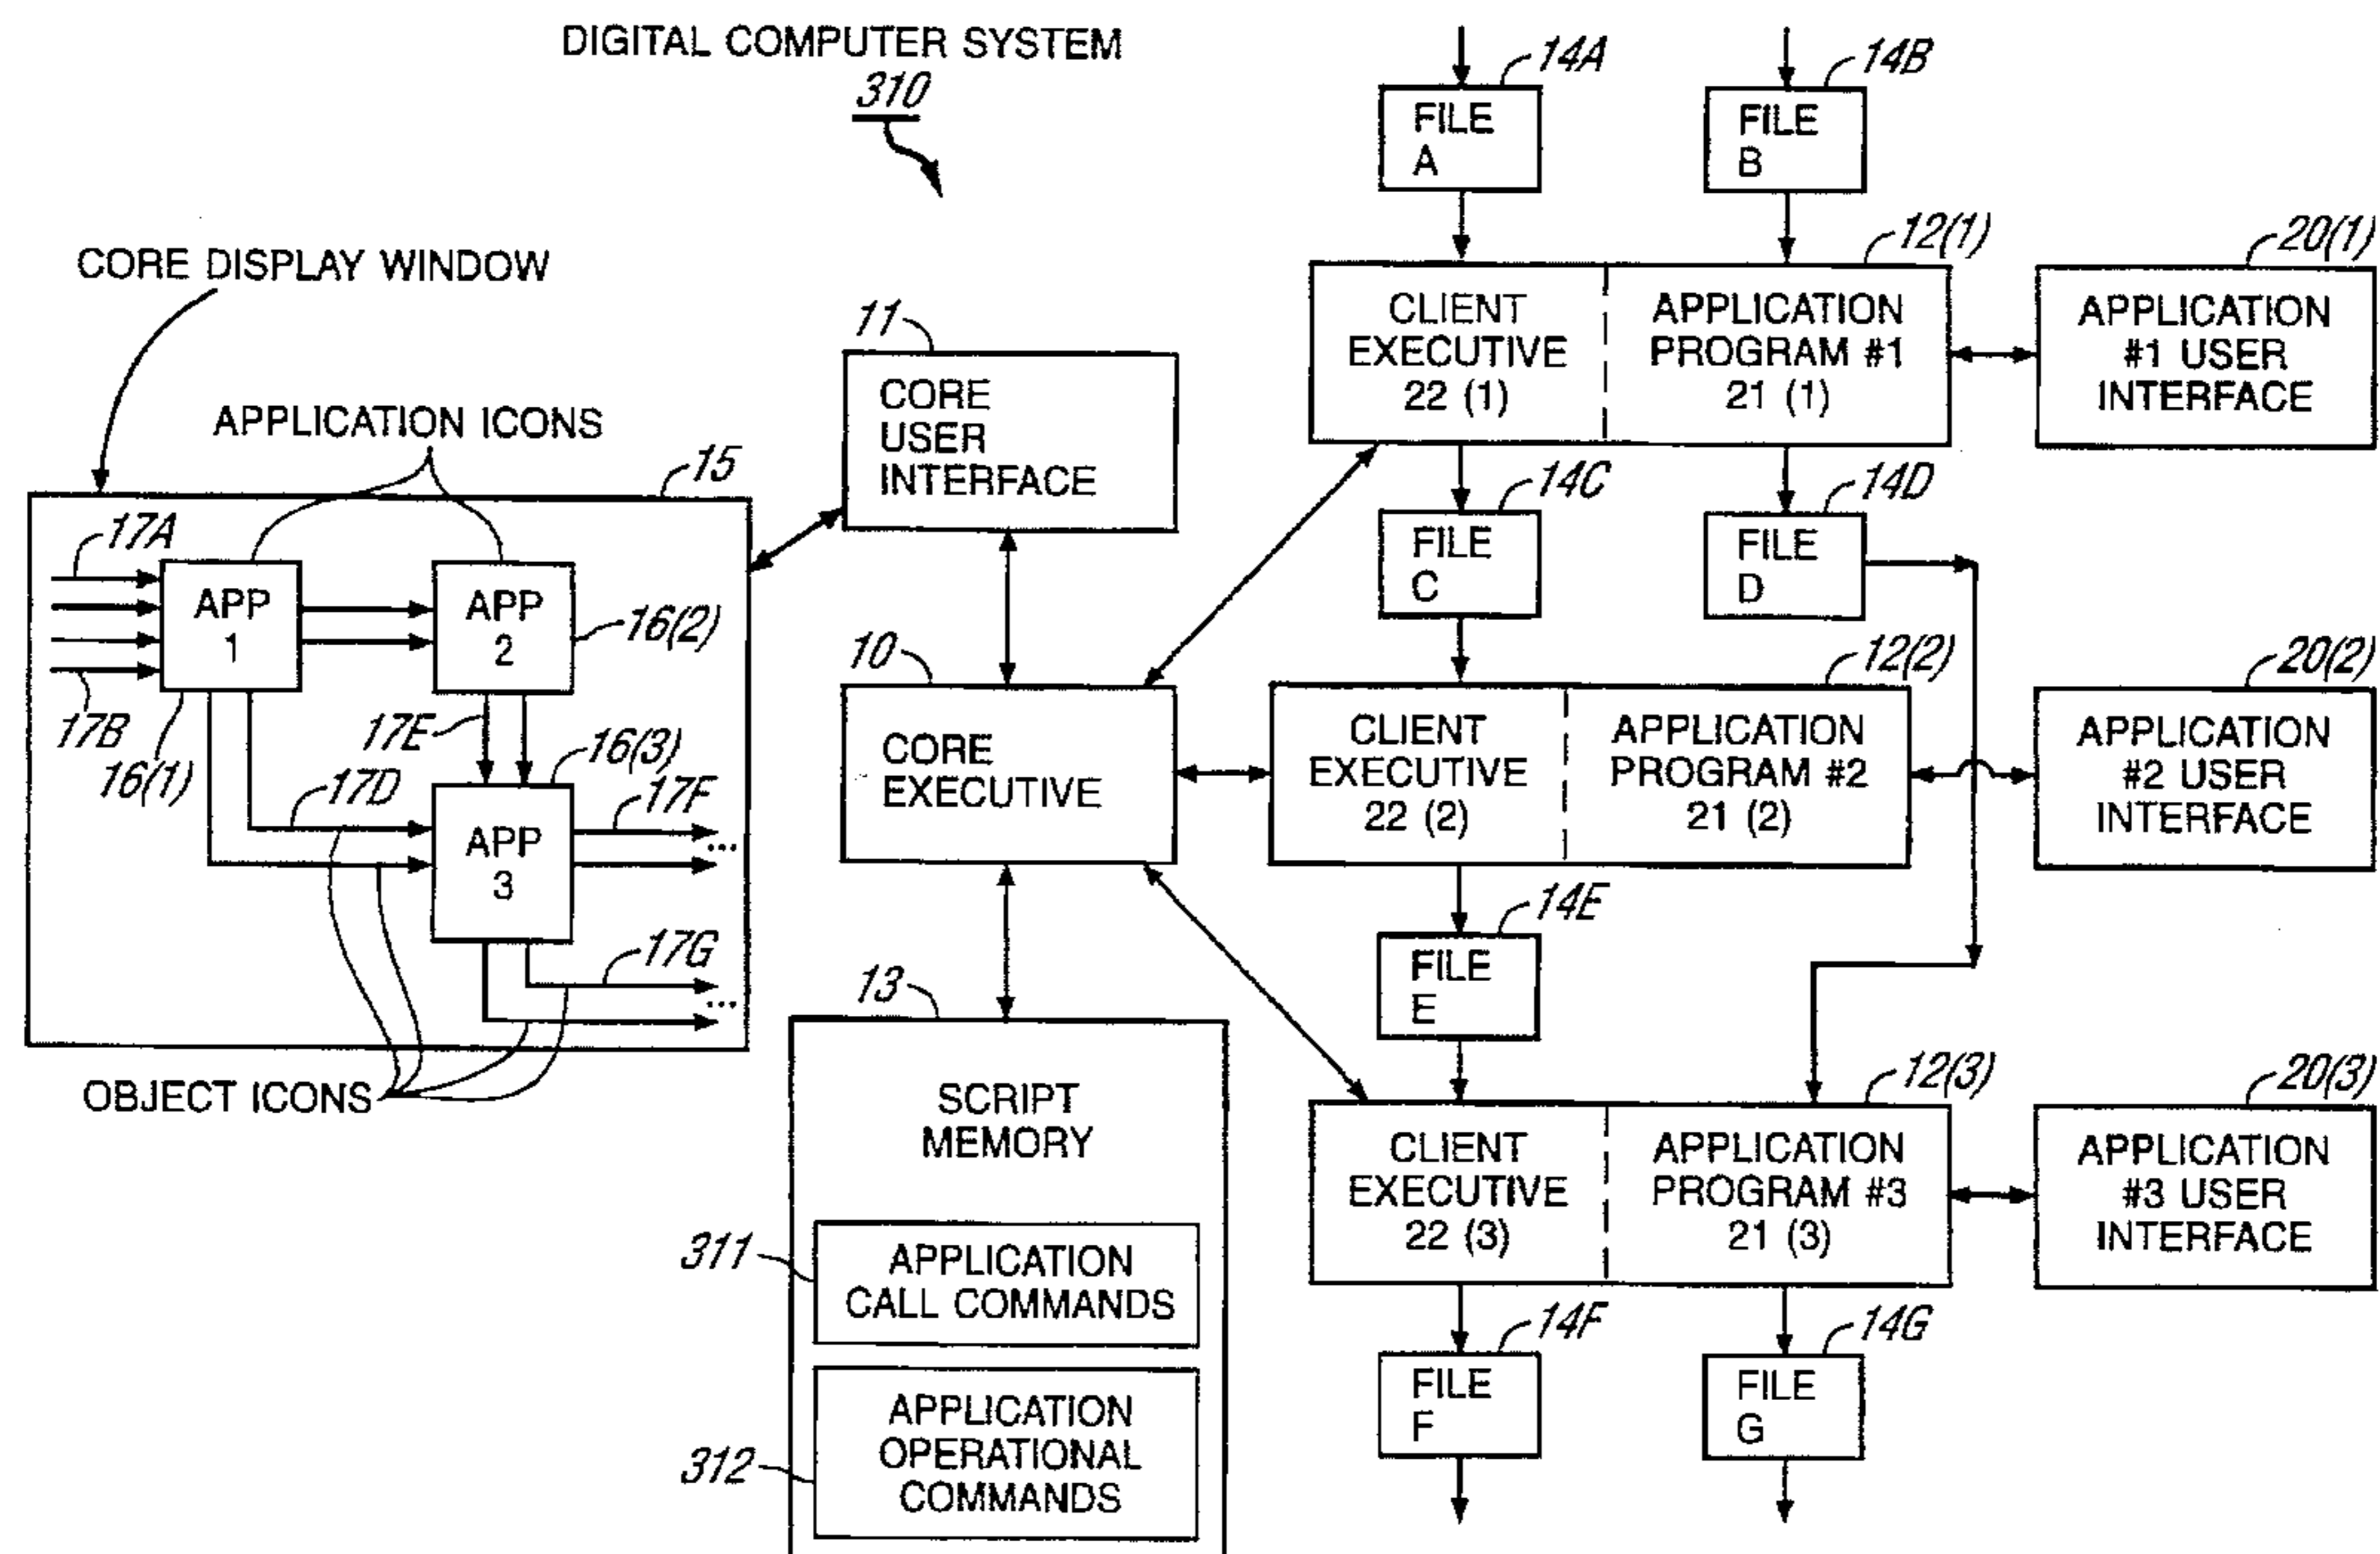 DIGITAL COMPUTER SYSTEM
310
14A
14B
FILE
A
FILE
B
CORE DISPLAY WINDOW
12(1)
20(1)
CLIENT
EXECUTIVE
22 (1)
APPLICATION
PROGRAM #1
21 (1)
APPLICATION
#1 USER
INTERFACE
11
CORE
USER
INTERFACE
APPLICATION ICONS
15
14C
14D
FILE
C
FILE
D
17A
APP
1
APP
2
16(2)
17B
16(1)
17E
16(3)
17D
17F
APP
3
...
17G
...
OBJECT ICONS
10
CORE
EXECUTIVE
12(2)
20(2)
CLIENT
EXECUTIVE
22 (2)
APPLICATION
PROGRAM #2
21 (2)
APPLICATION
#2 USER
INTERFACE
14E
FILE
E
13
SCRIPT
MEMORY
311
APPLICATION
CALL COMMANDS
312
APPLICATION
OPERATIONAL
COMMANDS
12(3)
20(3)
CLIENT
EXECUTIVE
22 (3)
APPLICATION
PROGRAM #3
21 (3)
APPLICATION
#3 USER
INTERFACE
14F
14G
FILE
F
FILE
G